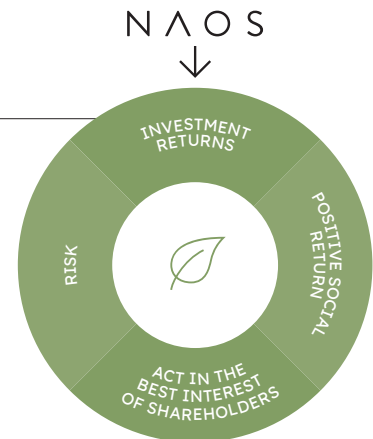 NAOS
INVESTMENT
RETURNS
POSITIVE SOCIAL
RETURN
RISK
ACT IN THE
BEST INTEREST
OF SHAREHOLDERS